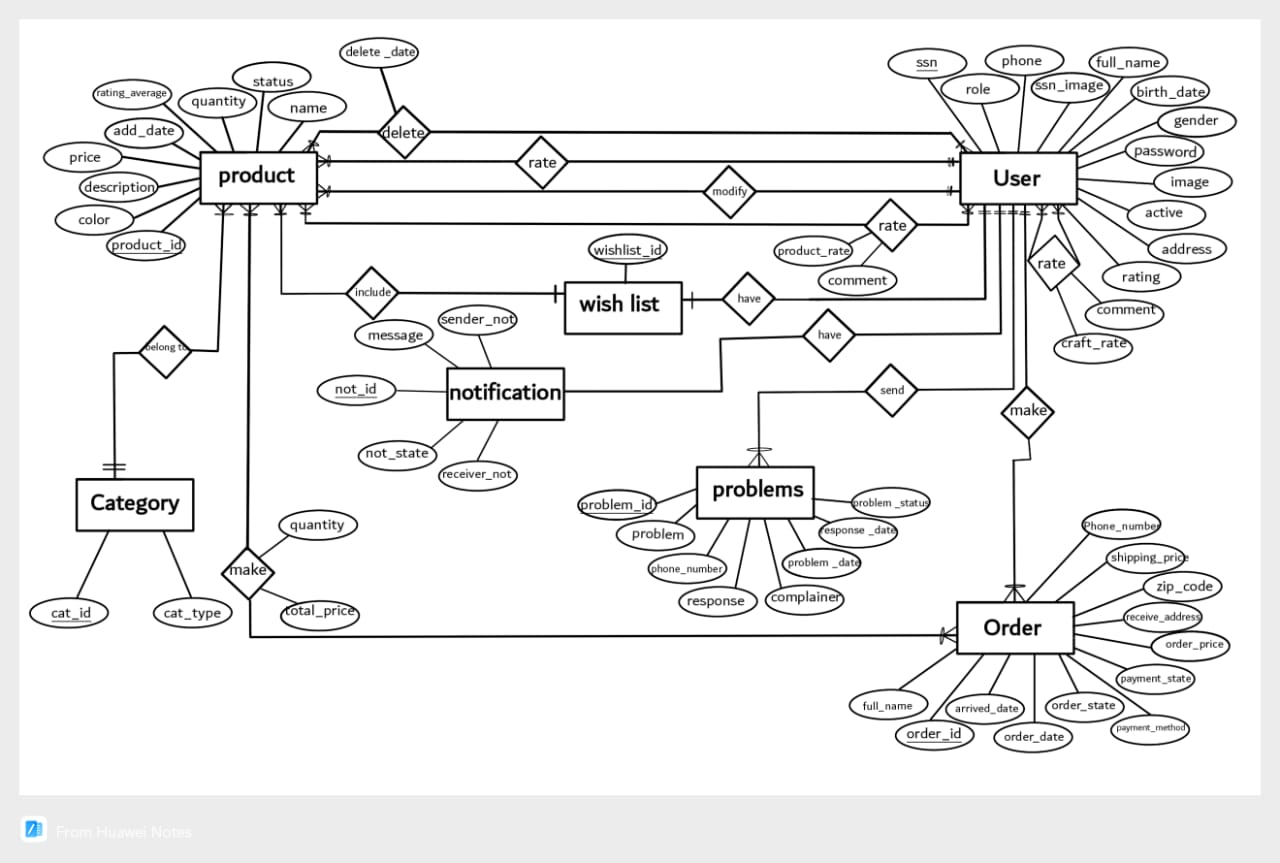 delete _date
ssn
phone
full_name
status
rating_average
quantity
name
role
ssn_image
birth_date
add_date
delete
gender
price
product
rate
User
password
description
modify
image
color
product_id
rate
active
product_rate
comment
address
wishlist_id
rate
rating
include
wish list
have
comment
sender_not
message
have
craft_rate
belong to
not_id
notification
send
make
not_state
receiver_not
Category
problems
problem_id
problem _status
problem
response _date
phone_number
problem _date
response
complainer
quantity
make
total_price
cat_id
cat_type
Phone_number
shipping_price
zip_code
receive_address
Order
order_price
payment_state
full_name
arrived_date
order_state
order_id
order_date
payment_method
From Huawei Notes